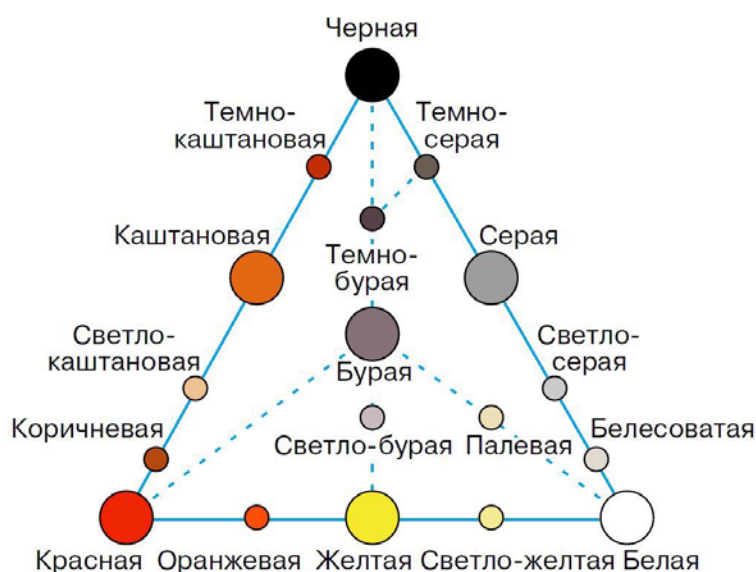 Черная
Темно-
каштановая
Темно-
серая
Каштановая
Темно-
бурая
Серая
Светло-
каштановая
Бурая
Светло-
серая
Коричневая
Светло-бурая
Палевая
Белесоватая
Красная
Оранжевая
Желтая
Светло-желтая
Белая